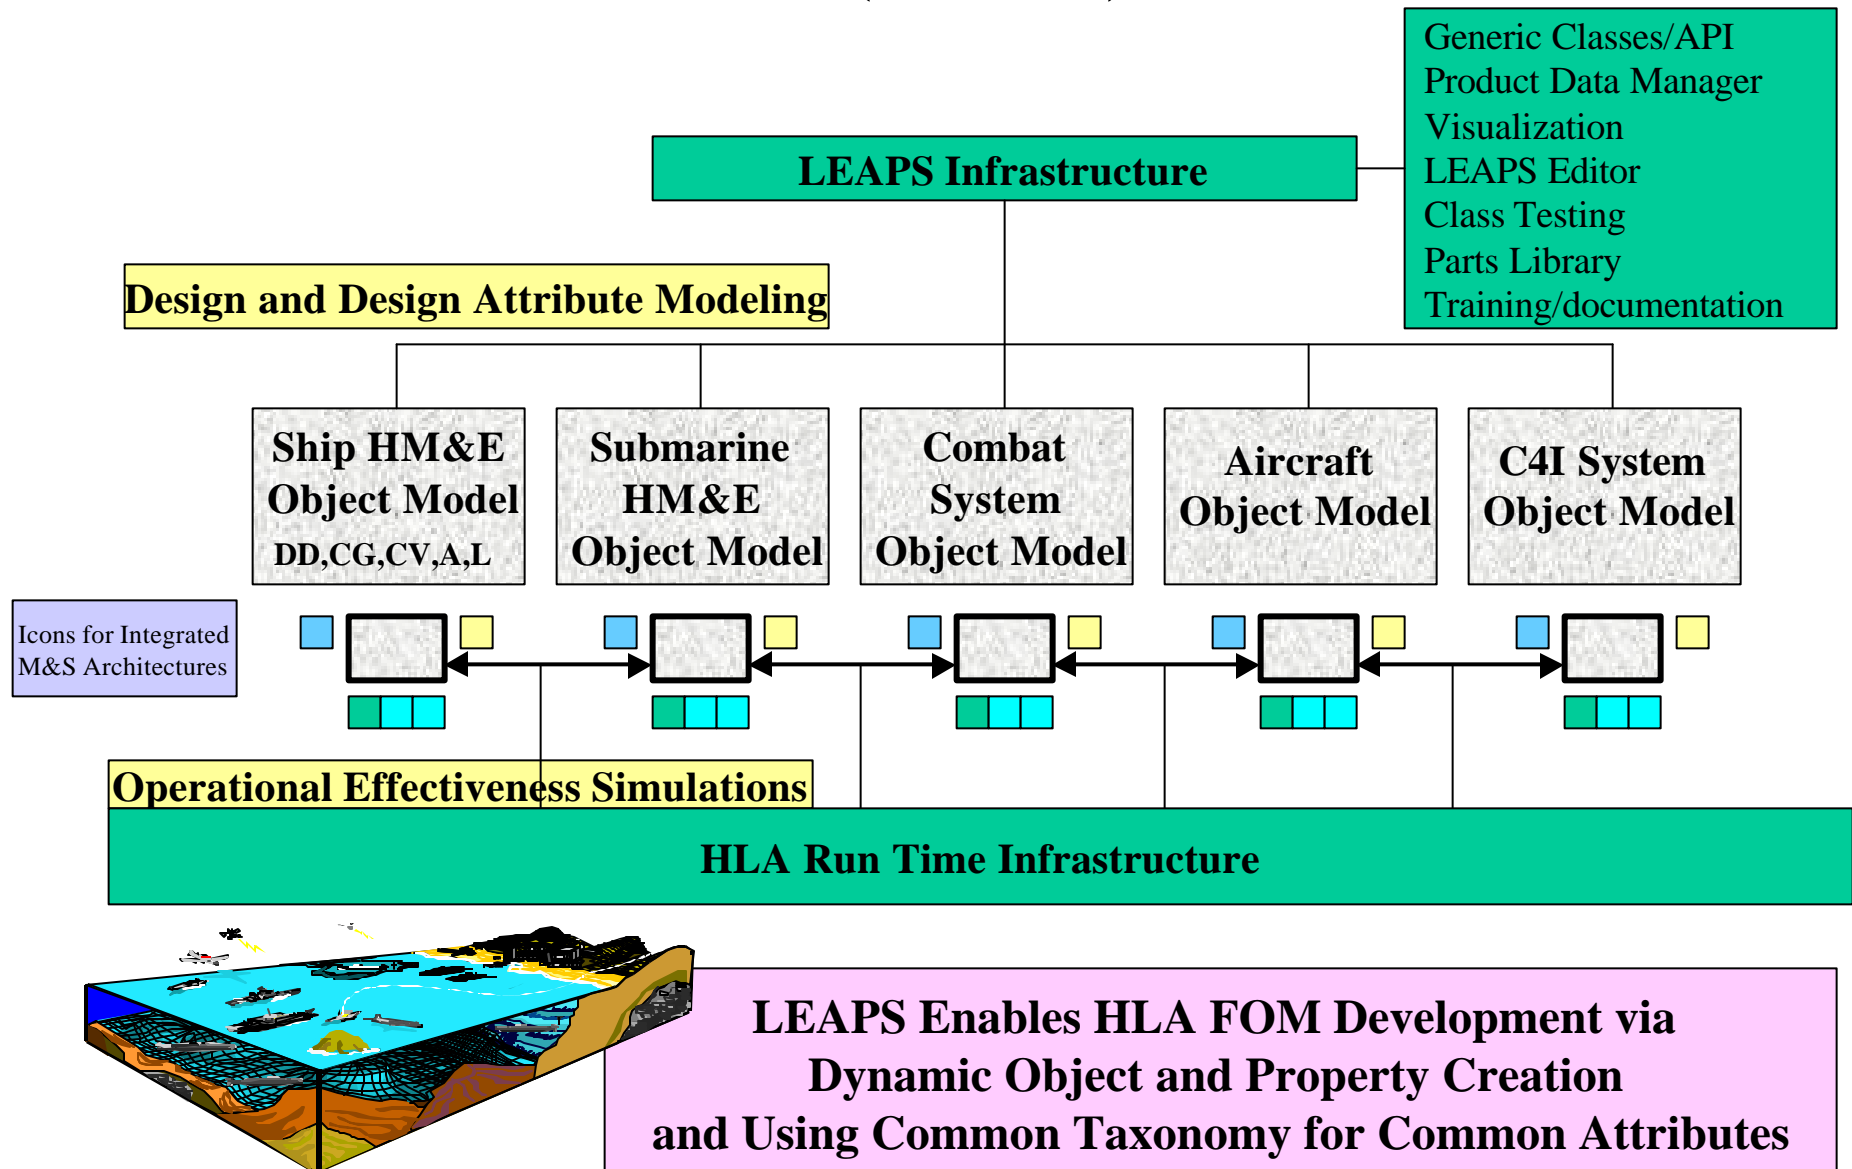 Generic Classes/API
Product Data Manager
Visualization
LEAPS Editor
Class Testing
Parts Library
Training/documentation
LEAPS Infrastructure
Design and Design Attribute Modeling
Ship HM&E
Object Model
DD,CG,CV,A,L
Submarine
HM&E
Object Model
Combat
System
Object Model
Aircraft
Object Model
C4I System
Object Model
Icons for Integrated
M&S Architectures
Operational Effectiveness Simulations
HLA Run Time Infrastructure
LEAPS Enables HLA FOM Development via
Dynamic Object and Property Creation
and Using Common Taxonomy for Common Attributes